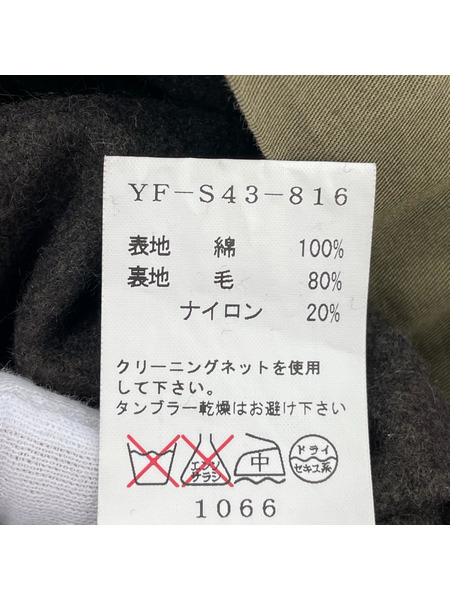 YF-S43-816
表地 綿 100%
裏地 毛 80%
ナイロン 20%
クリーニングネットを使用
して下さい。
タンブラー乾燥はお避け下さい
エンソ
サラシ
中
ドライ
セキユ系
1066